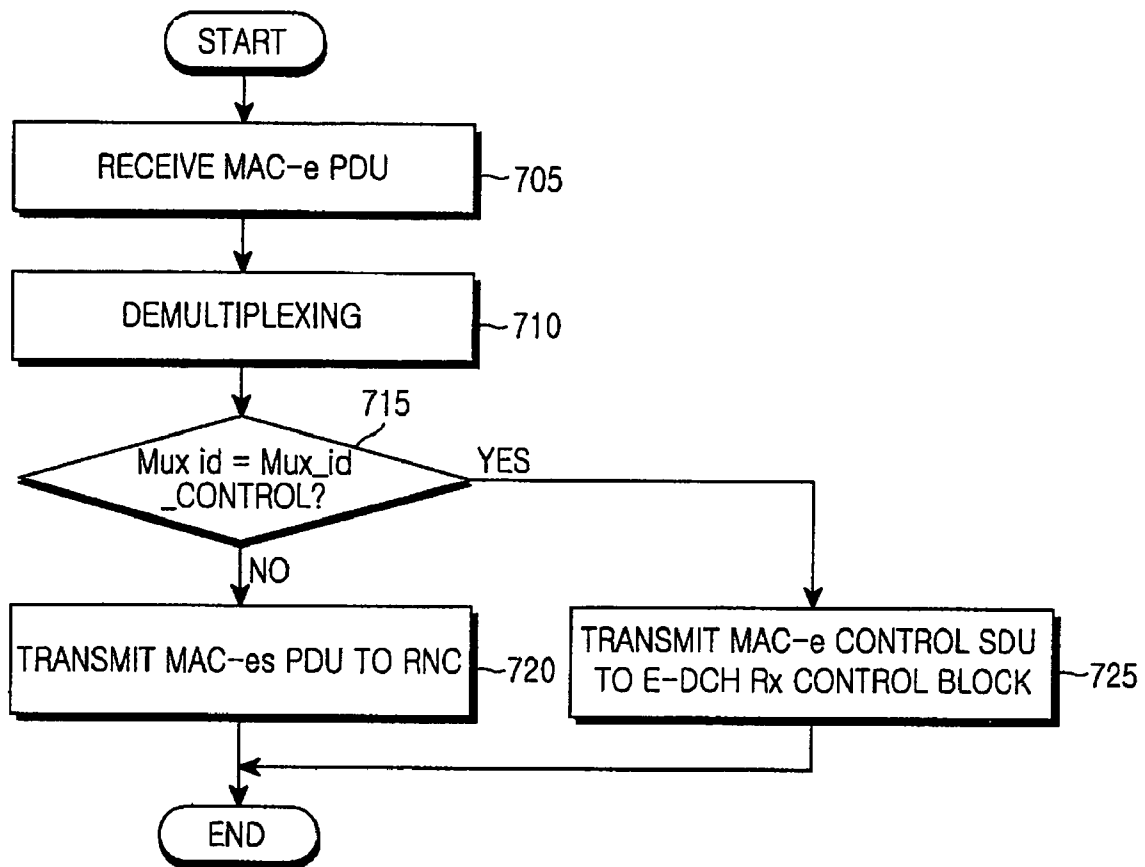 START
RECEIVE MAC-e PDU
705
DEMULTIPLEXING
710
715
Mux id = Mux_id
_CONTROL?
YES
NO
TRANSMIT MAC-es PDU TO RNC
720
TRANSMIT MAC-e CONTROL SDU
TO E-DCH Rx CONTROL BLOCK
725
END